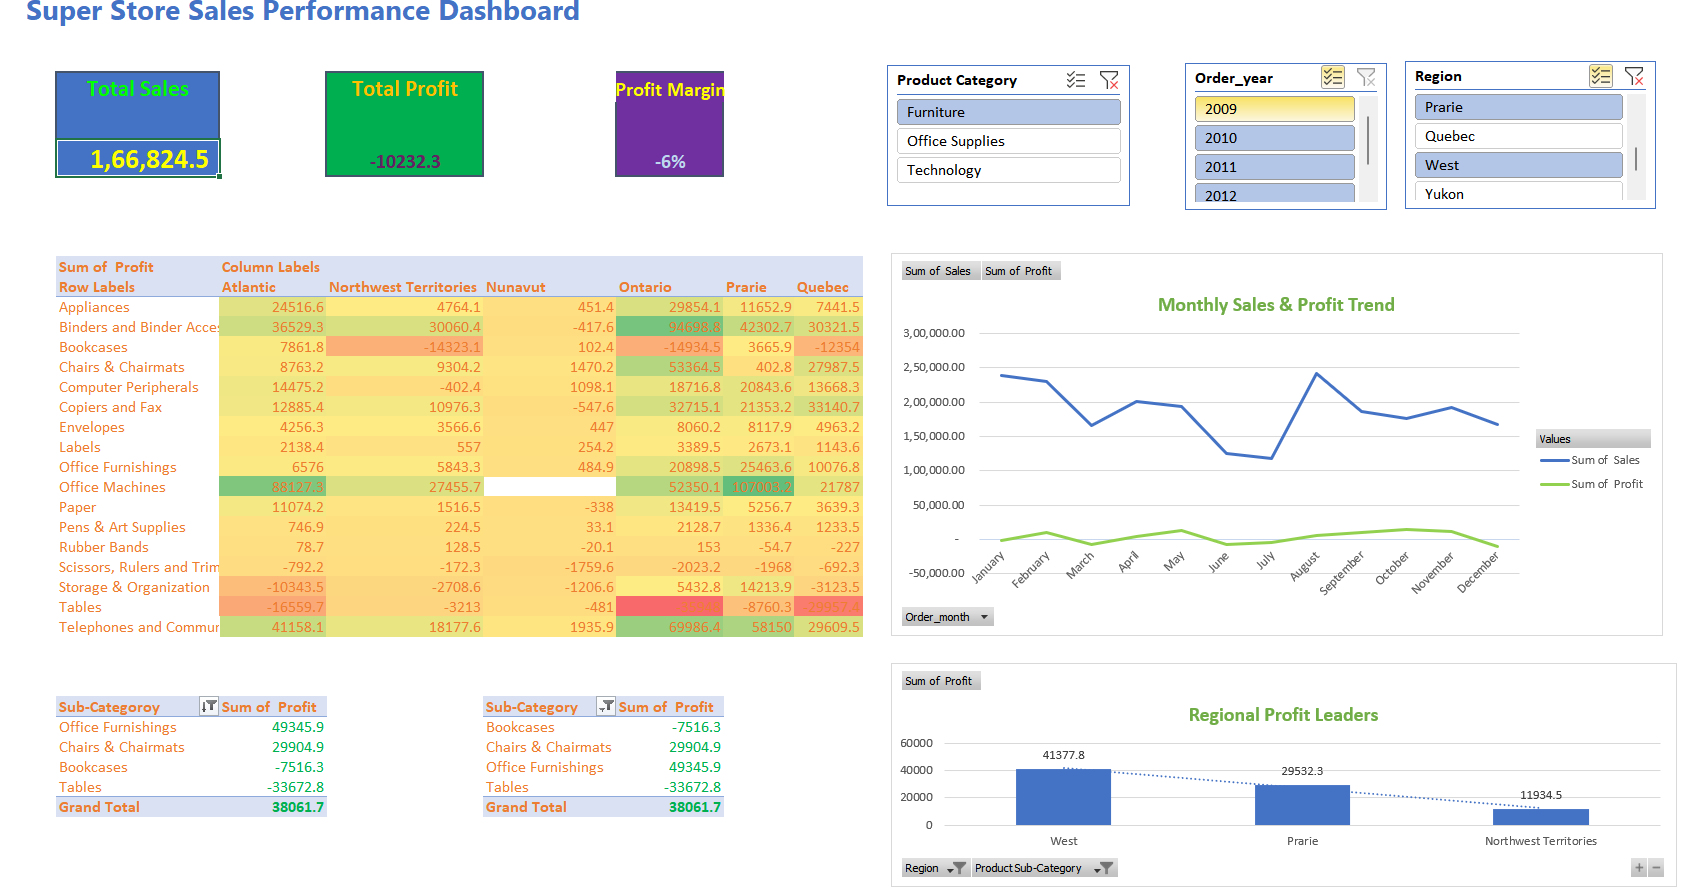 Super Store Sales Performance Dashboard
Total Sales
1,66,824.5
Total Profit
-10232.3
Profit Margin
-6%
Product Category
Furniture
Office Supplies
Technology
Order_year
2009
2010
2011
2012
Region
Prarie
Quebec
West
Yukon
Sum of Profit Column Labels
Row Labels Atlantic Northwest Territories Nunavut Ontario Prarie Quebec
Appliances 24516.6 4764.1 451.4 29854.1 11652.9 7441.5
Binders and Binder Acces 36529.3 30060.4 -417.6 94698.8 42302.7 30321.5
Bookcases 7861.8 -14323.1 102.4 -14934.5 3665.9 -12354
Chairs & Chairmats 8763.2 9304.2 1470.2 53364.5 402.8 27987.5
Computer Peripherals 14475.2 -402.4 1098.1 18716.8 20843.6 13668.3
Copiers and Fax 12885.4 10976.3 -547.6 32715.1 21353.2 33140.7
Envelopes 4256.3 3566.6 447 8060.2 8117.9 4963.2
Labels 2138.4 557 254.2 3389.5 2673.1 1143.6
Office Furnishings 6576 5843.3 484.9 20898.5 25463.6 10076.8
Office Machines 88127.3 27455.7 52350.1 107003.2 21787
Paper 11074.2 1516.5 -338 13419.5 5256.7 3639.3
Pens & Art Supplies 746.9 224.5 33.1 2128.7 1336.4 1233.5
Rubber Bands 78.7 128.5 -20.1 153 -54.7 -227
Scissors, Rulers and Trim -792.2 -172.3 -1759.6 -2023.2 -1968 -692.3
Storage & Organization -10343.5 -2708.6 -1206.6 5432.8 14213.9 -3123.5
Tables -16559.7 -3213 -481 -8760.3 -29957.4
Telephones and Commur 41158.1 18177.6 1935.9 69986.4 58150 29609.5
Sub-Categoroy Sum of Profit
Office Furnishings 49345.9
Chairs & Chairmats 29904.9
Bookcases -7516.3
Tables -33672.8
Grand Total 38061.7
Sub-Category Sum of Profit
Bookcases -7516.3
Chairs & Chairmats 29904.9
Office Furnishings 49345.9
Tables -33672.8
Grand Total 38061.7
Sum of Sales Sum of Profit
Monthly Sales & Profit Trend
3,00,000.00
2,50,000.00
2,00,000.00
1,50,000.00
1,00,000.00
50,000.00
-
-50,000.00
January February March April May June July August September October November December
Values
Sum of Sales
Sum of Profit
Order_month
Sum of Profit
Regional Profit Leaders
60000
40000
20000
0
41377.8
29532.3
11934.5
West Prarie Northwest Territories
Region ProductSub-Category